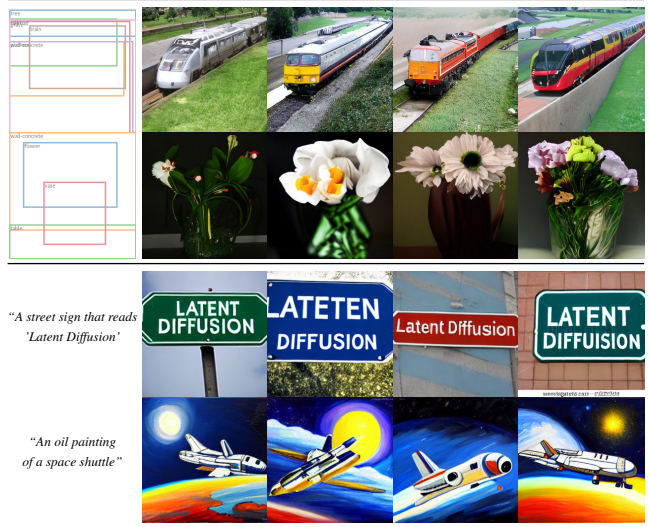 tree
train
wall-concrete
wall-concrete
flower
vase
table
“A street sign that reads
’Latent Diffusion’
LATENT
DIFFUSION
LATETEN
DIFFUSION
Latent Diffusion
LATENT
DIFFUISION
“An oil painting
of a space shuttle”